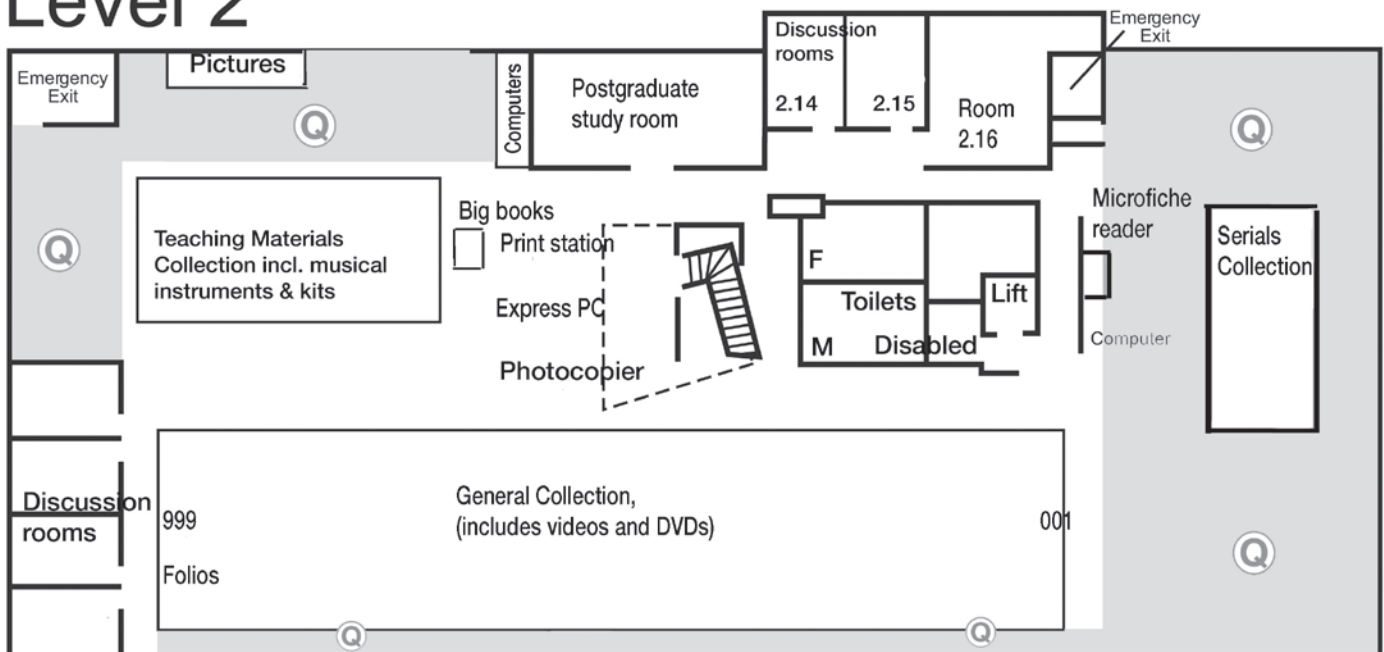 Level 2
Emergency
Exit
Pictures
Q
Computers
Postgraduate
study room
Discussion
rooms
2.14
2.15
Room
2.16
Emergency
Exit
Q
Q
Teaching Materials
Collection incl. musical
instruments & kits
Big books
Print station
Express PC
Photocopier
F
Toilets
M
Disabled
Lift
Microfiche
reader
Computer
Serials
Collection
Discussion
rooms
999
Folios
General Collection,
(includes videos and DVDs)
001
Q
Q
Q